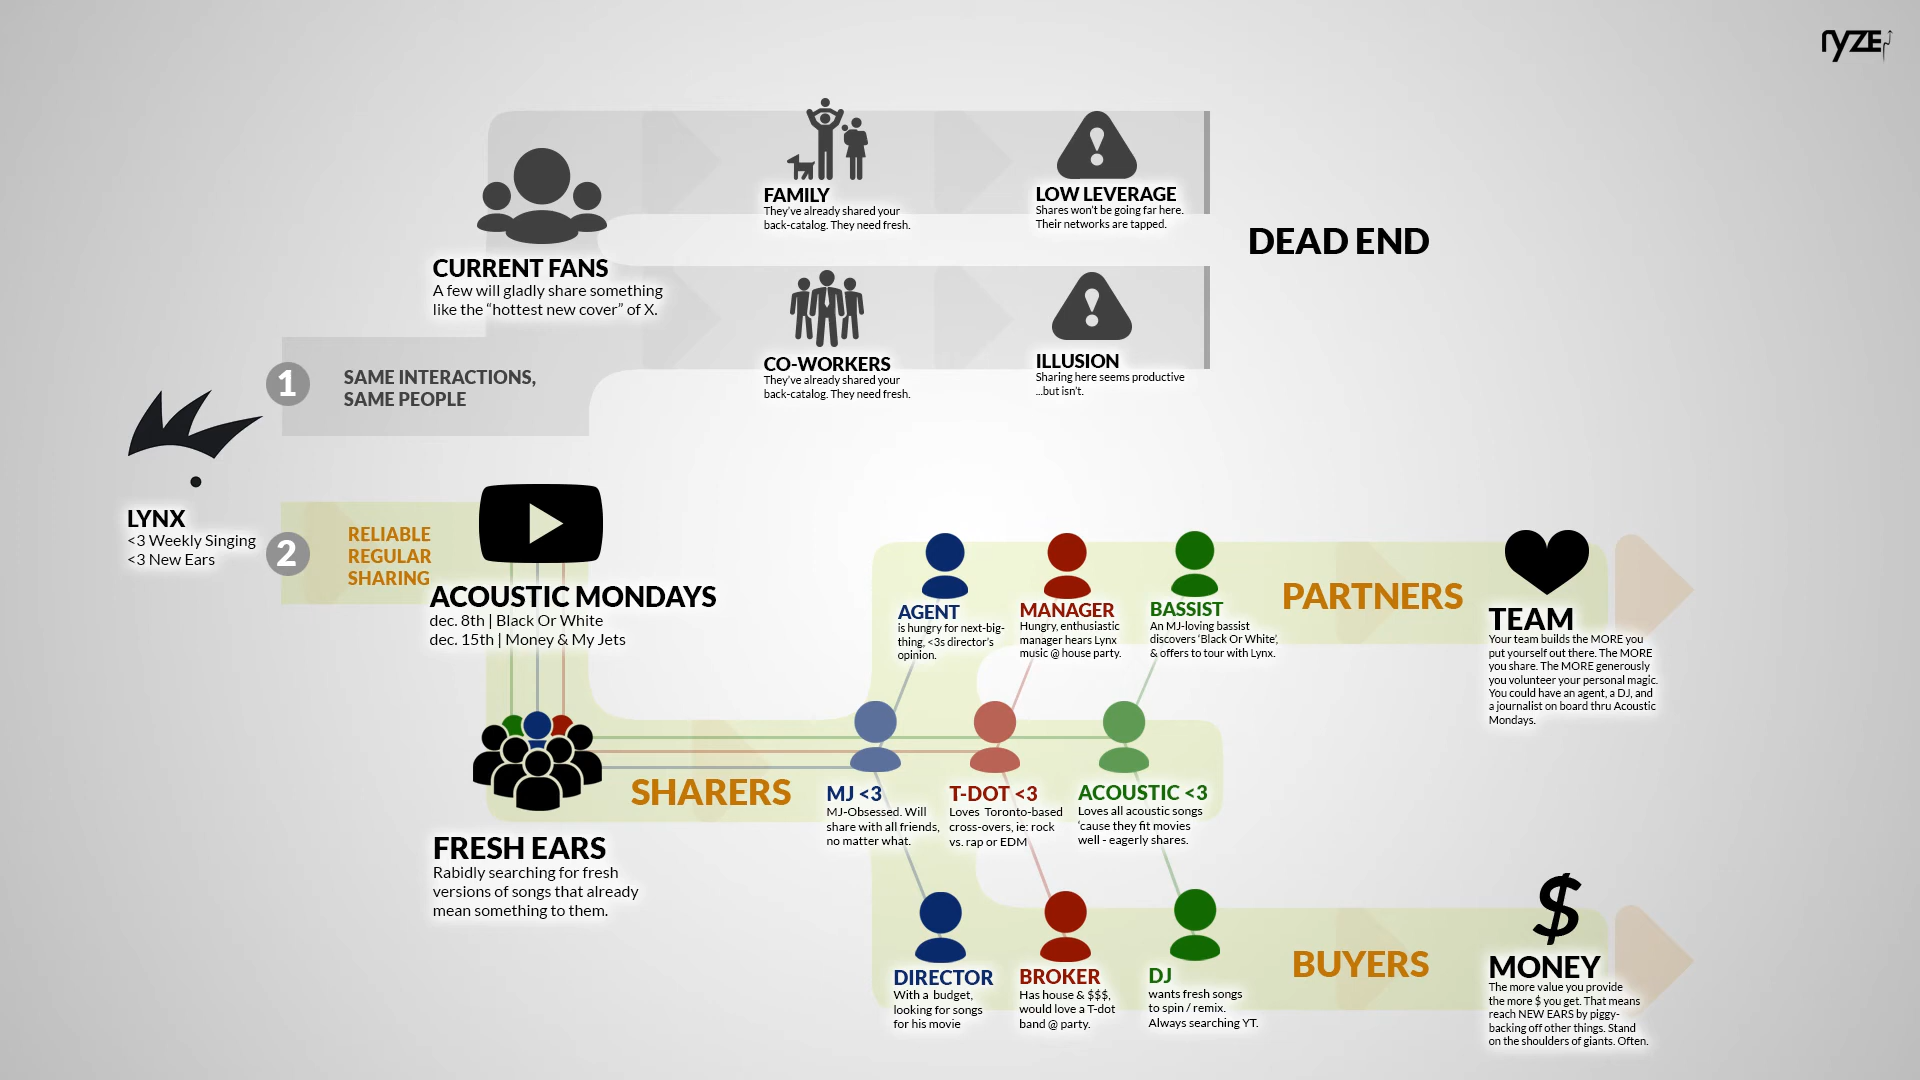 ryze
FAMILY
They've already shared your
back-catalog. They need fresh.
LOW LEVERAGE
Shares won't be going far here.
Their networks are tapped.
DEAD END
CURRENT FANS
A few will gladly share something
like the “hottest new cover” of X.
CO-WORKERS
They've already shared your
back-catalog. They need fresh.
ILLUSION
Sharing here seems productive
...but isn't.
1
SAME INTERACTIONS,
SAME PEOPLE
LYNX
<3 Weekly Singing
<3 New Ears
2
RELIABLE
REGULAR
SHARING
ACOUSTIC MONDAYS
dec. 8th | Black Or White
dec. 15th | Money & My Jets
AGENT
is hungry for next-big-
thing, <3s director's
opinion.
MANAGER
Hungry, enthusiastic
manager hears Lynx
music @ house party.
BASSIST
An MJ-loving bassist
discovers ‘Black Or White’,
& offers to tour with Lynx.
PARTNERS
TEAM
Your team builds the MORE you
put yourself out there. The MORE
you share. The MORE generously
you volunteer your personal magic.
You could have an agent, a DJ, and
a journalist on board thru Acoustic
Mondays.
SHARERS
MJ <3
MJ-Obsessed. Will
share with all friends,
no matter what.
T-DOT <3
Loves Toronto-based
cross-overs, ie: rock
vs. rap or EDM
ACOUSTIC <3
Loves all acoustic songs
‘cause they fit movies
well - eagerly shares.
FRESH EARS
Rabidly searching for fresh
versions of songs that already
mean something to them.
DIRECTOR
With a budget,
looking for songs
for his movie
BROKER
Has house & $$$,
would love a T-dot
band @ party.
DJ
wants fresh songs
to spin / remix.
Always searching YT.
BUYERS
$
MONEY
The more value you provide
the more $ you get. That means
reach NEW EARS by piggy-
backing off other things. Stand
on the shoulders of giants. Often.